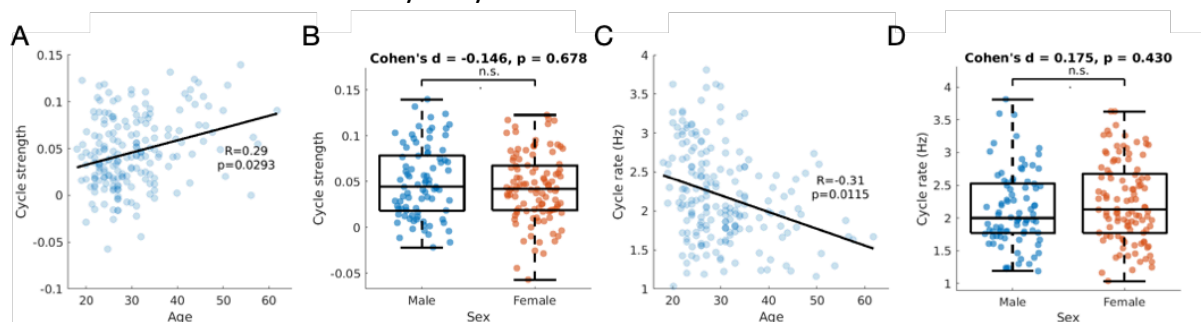 A
0.15
0.1
0.05
0
-0.05
-0.1
Cycle strength
R=0.29
p=0.0293
20
30
40
50
60
Age
B
Cohen's d = -0.146, p = 0.678
n.s.
0.15
0.1
0.05
0
-0.05
Cycle strength
Male
Female
Sex
C
4
3.5
3
2.5
2
1.5
1
Cycle rate (Hz)
R=-0.31
p=0.0115
20
30
40
50
60
Age
D
Cohen's d = 0.175, p = 0.430
n.s.
4
3.5
3
2.5
2
1.5
1
Cycle rate (Hz)
Male
Female
Sex